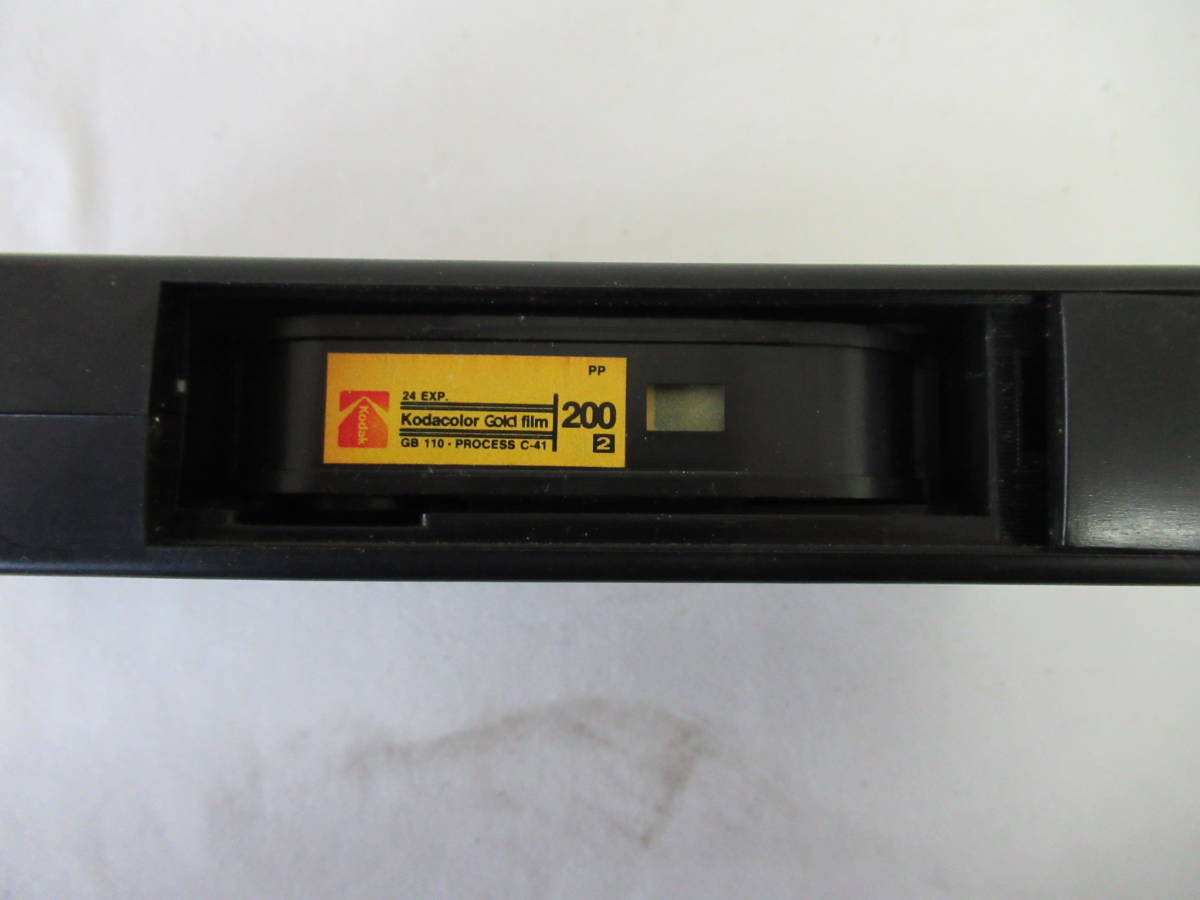 PP
24 EXP.
Kodak
Kodacolor Gold film
200
GB 110 · PROCESS C-41
2